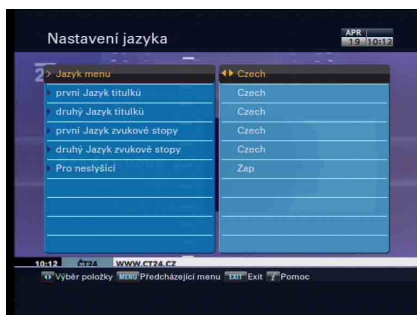 Nastavení jazyka
APR
19 10:12
2
Jazyk menu Czech
první Jazyk titulků Czech
druhý Jazyk titulků Czech
první Jazyk zvukové stopy Czech
druhý Jazyk zvukové stopy Czech
Pro neslyšící Zap
10:12 ČT24 WWW.CT24.CZ
Výběr položky MENU Předcházející menu EXIT Exit i Pomoc